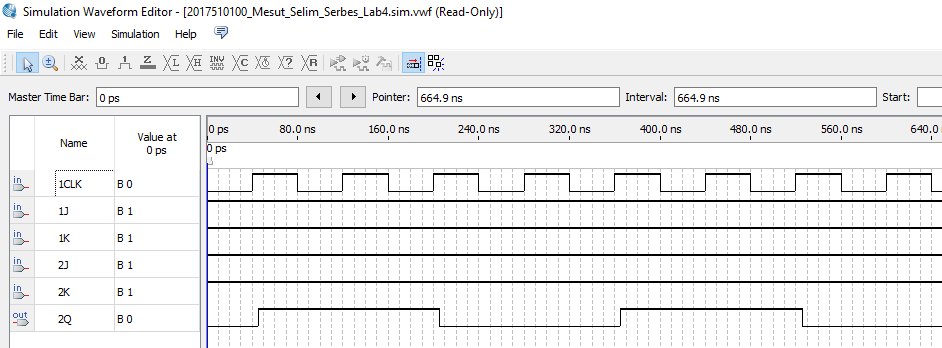 Simulation Waveform Editor - [2017510100_Mesut_Selim_Serbes_Lab4.sim.vwf (Read-Only)]
File Edit View Simulation Help
Master Time Bar: 0 ps Pointer: 664.9 ns Interval: 664.9 ns Start:
Name Value at 0 ps 0 ps 80.0 ns 160.0 ns 240.0 ns 320.0 ns 400.0 ns 480.0 ns 560.0 ns 640.0
0 ps
in 1CLK B 0
in 1J B 1
in 1K B 1
in 2J B 1
in 2K B 1
out 2Q B 0